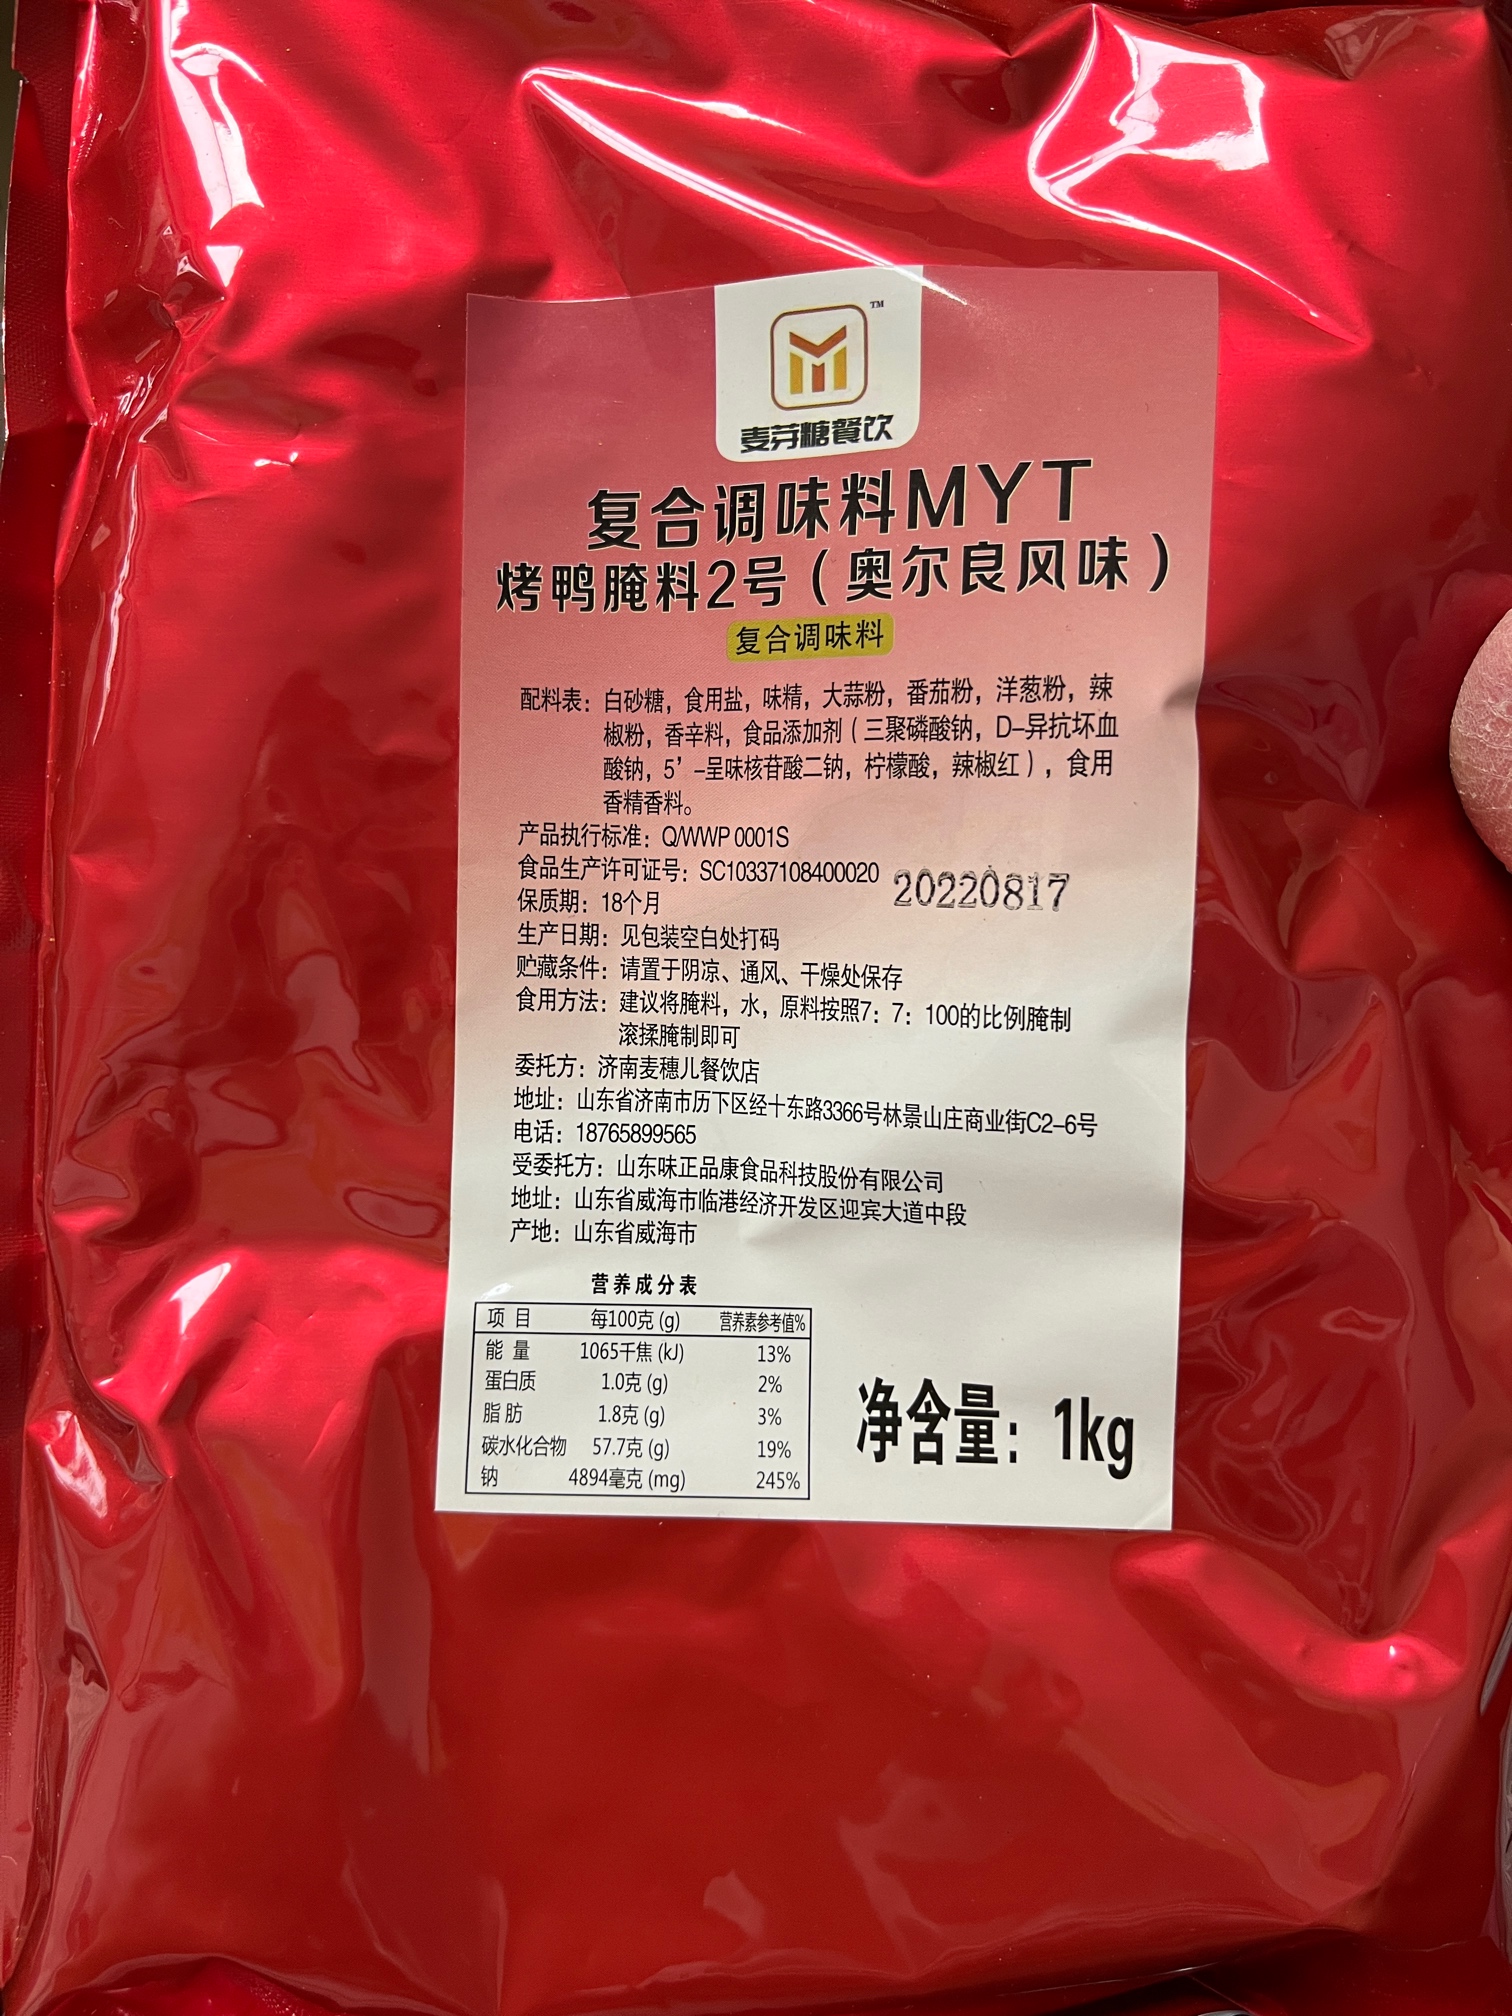 TM
麦芽糖餐饮
复合调味料MYT
烤鸭腌料2号（奥尔良风味）
复合调味料
配料表：白砂糖，食用盐，味精，大蒜粉，番茄粉，洋葱粉，辣
椒粉，香辛料，食品添加剂（三聚磷酸钠，D-异抗坏血
酸钠，5’-呈味核苷酸二钠，柠檬酸，辣椒红），食用
香精香料。
产品执行标准：Q/WWP 0001S
食品生产许可证号：SC10337108400020
20220817
保质期：18个月
生产日期：见包装空白处打码
贮藏条件：请置于阴凉、通风、干燥处保存
食用方法：建议将腌料，水，原料按照7：7：100的比例腌制
滚揉腌制即可
委托方：济南麦穗儿餐饮店
地址：山东省济南市历下区经十东路3366号林景山庄商业街C2-6号
电话：18765899565
受委托方：山东味正品康食品科技股份有限公司
地址：山东省威海市临港经济开发区迎宾大道中段
产地：山东省威海市
营养成分表
项目 每100克 (g) 营养素参考值%
能量 1065千焦 (kJ) 13%
蛋白质 1.0克 (g) 2%
脂肪 1.8克 (g) 3%
碳水化合物 57.7克 (g) 19%
钠 4894毫克 (mg) 245%
净含量：1kg